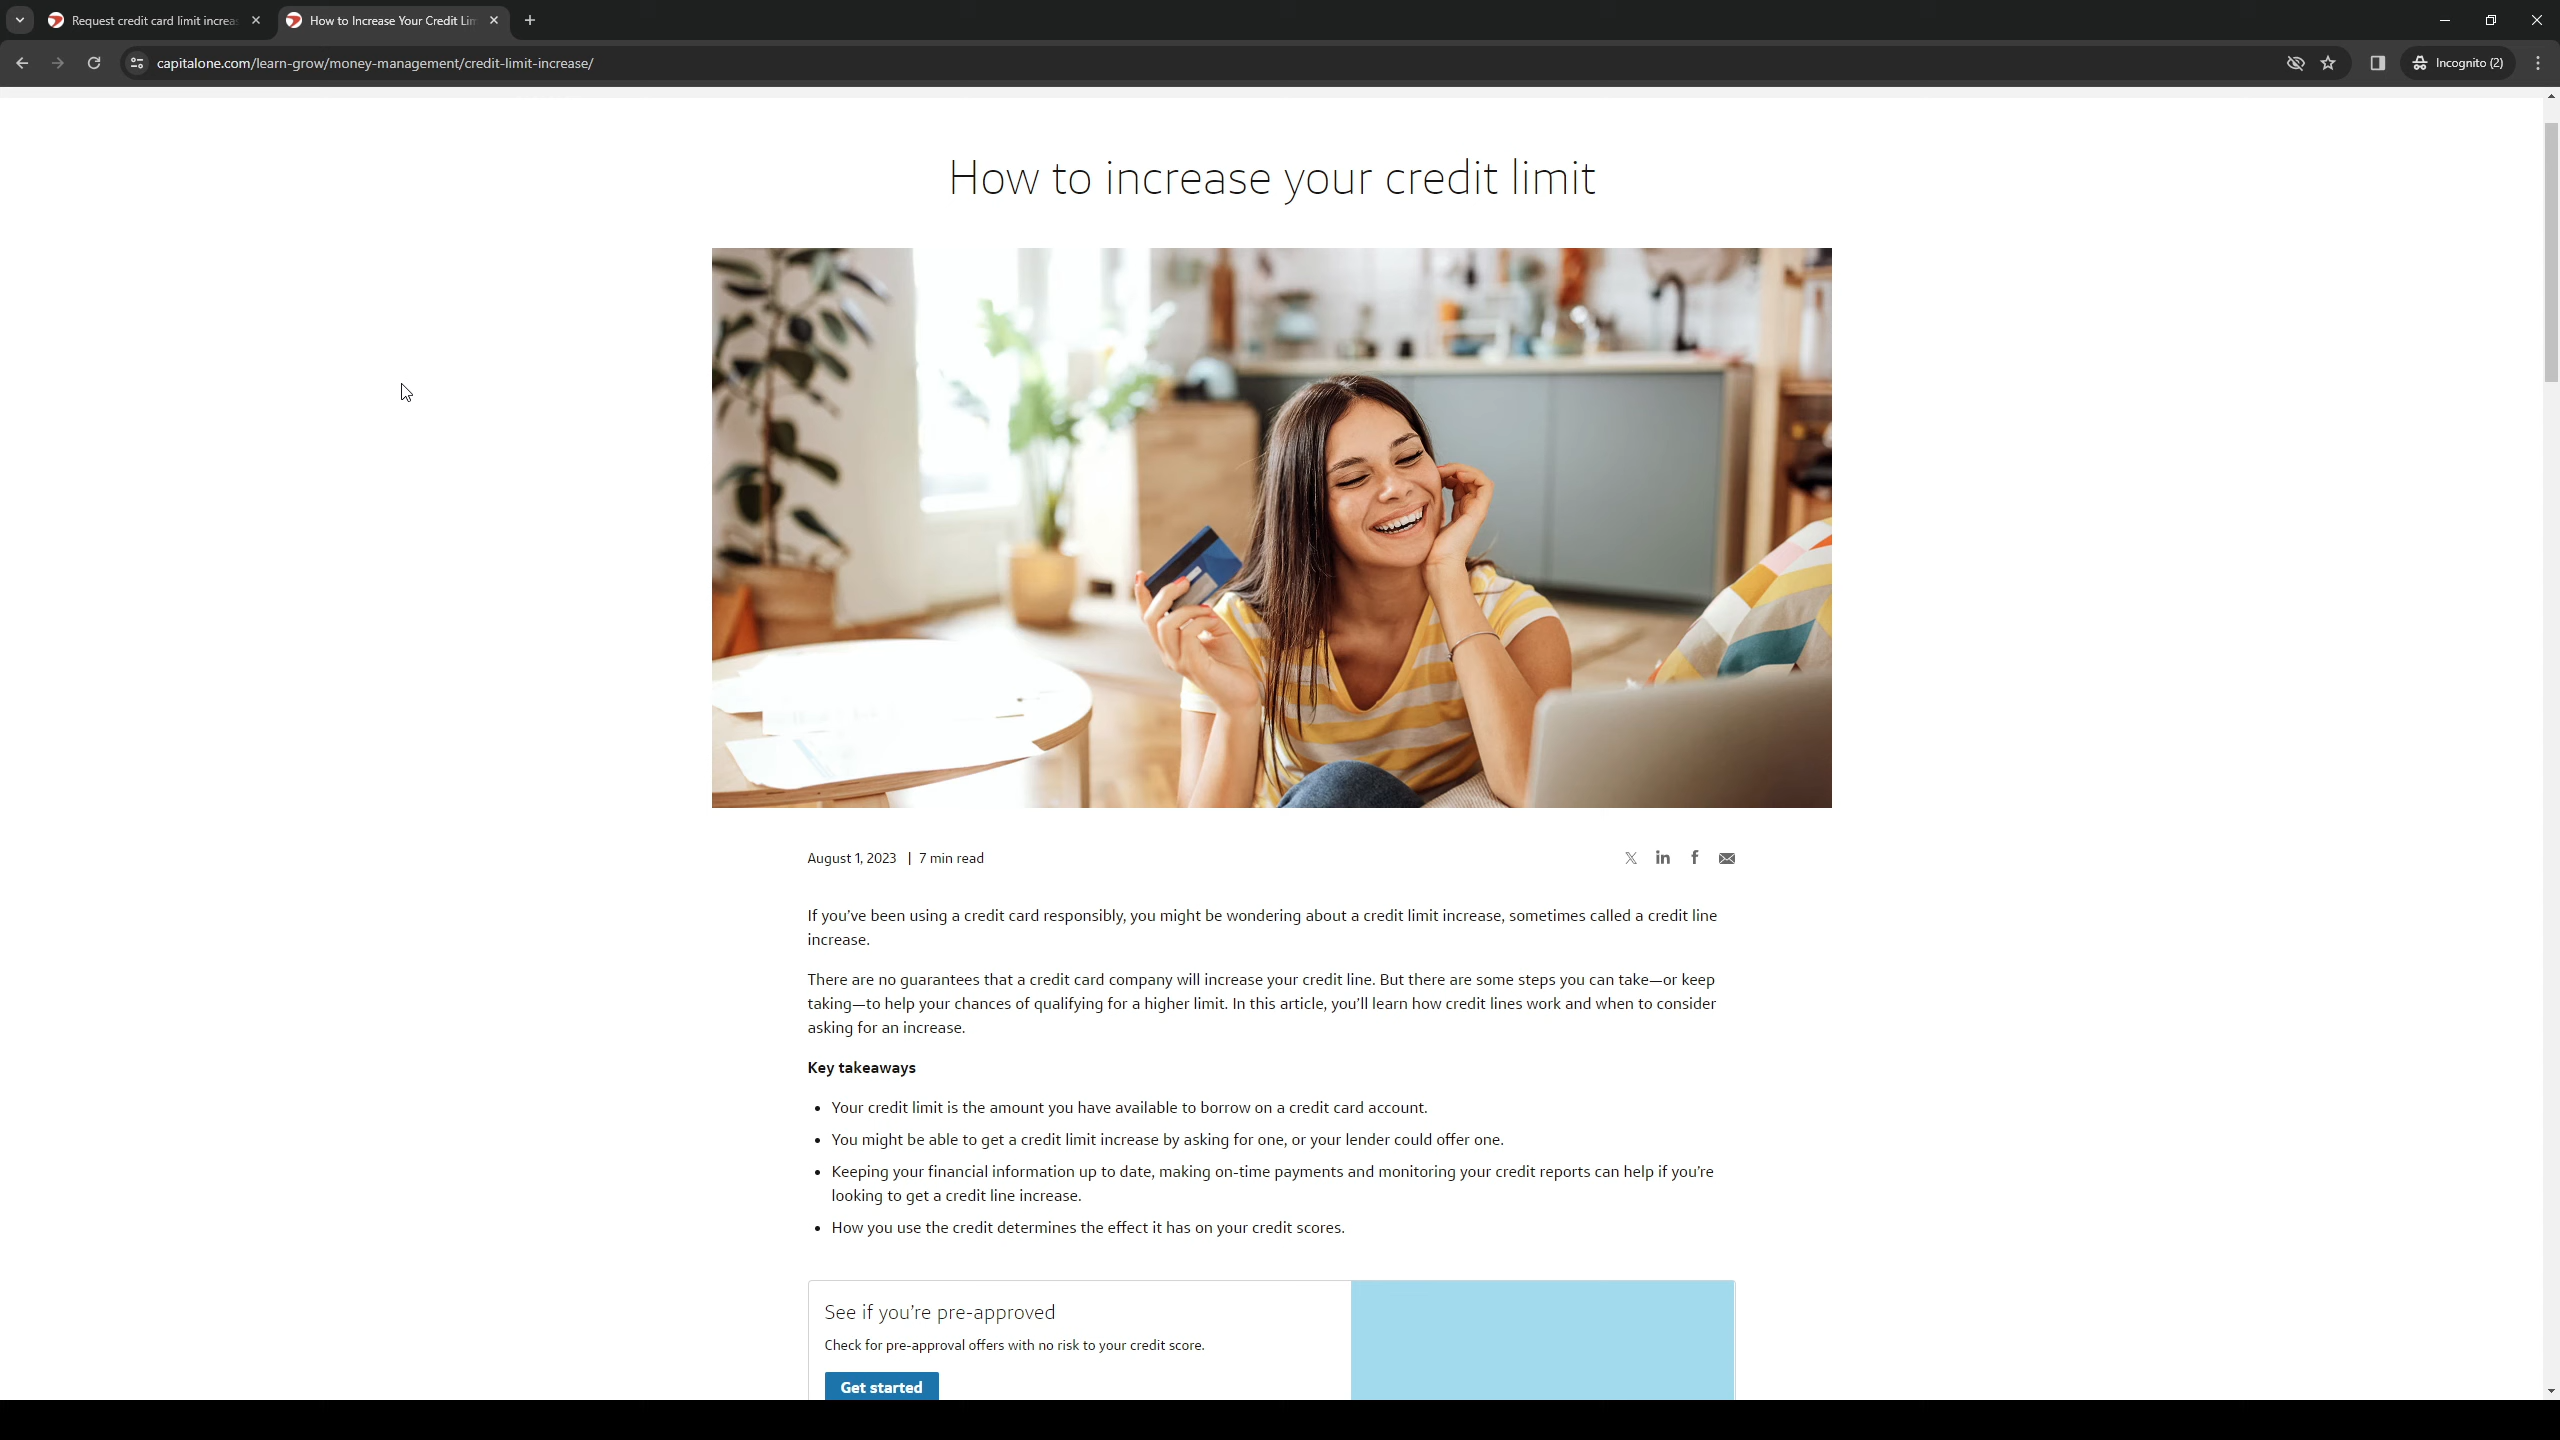 Request credit card limit increa
How to Increase Your Credit Lim
capitalone.com/learn-grow/money-management/credit-limit-increase/
Incognito (2)
How to increase your credit limit
August 1, 2023 | 7 min read
If you've been using a credit card responsibly, you might be wondering about a credit limit increase, sometimes called a credit line
increase.
There are no guarantees that a credit card company will increase your credit line. But there are some steps you can take—or keep
taking—to help your chances of qualifying for a higher limit. In this article, you'll learn how credit lines work and when to consider
asking for an increase.
Key takeaways
• Your credit limit is the amount you have available to borrow on a credit card account.
• You might be able to get a credit limit increase by asking for one, or your lender could offer one.
• Keeping your financial information up to date, making on-time payments and monitoring your credit reports can help if you're
looking to get a credit line increase.
• How you use the credit determines the effect it has on your credit scores.
See if you're pre-approved
Check for pre-approval offers with no risk to your credit score.
Get started